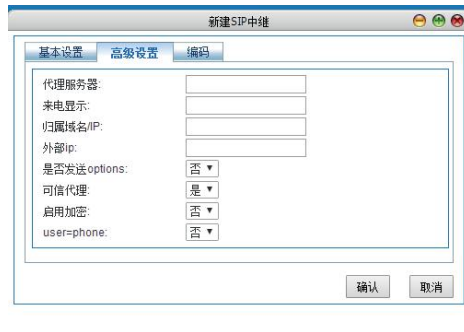 新建SIP中继
基本设置 高级设置 编码
代理服务器:
来电显示:
归属域名/IP:
外部ip:
是否发送options: 否
可信代理: 是
启用加密: 否
user=phone: 否
确认 取消